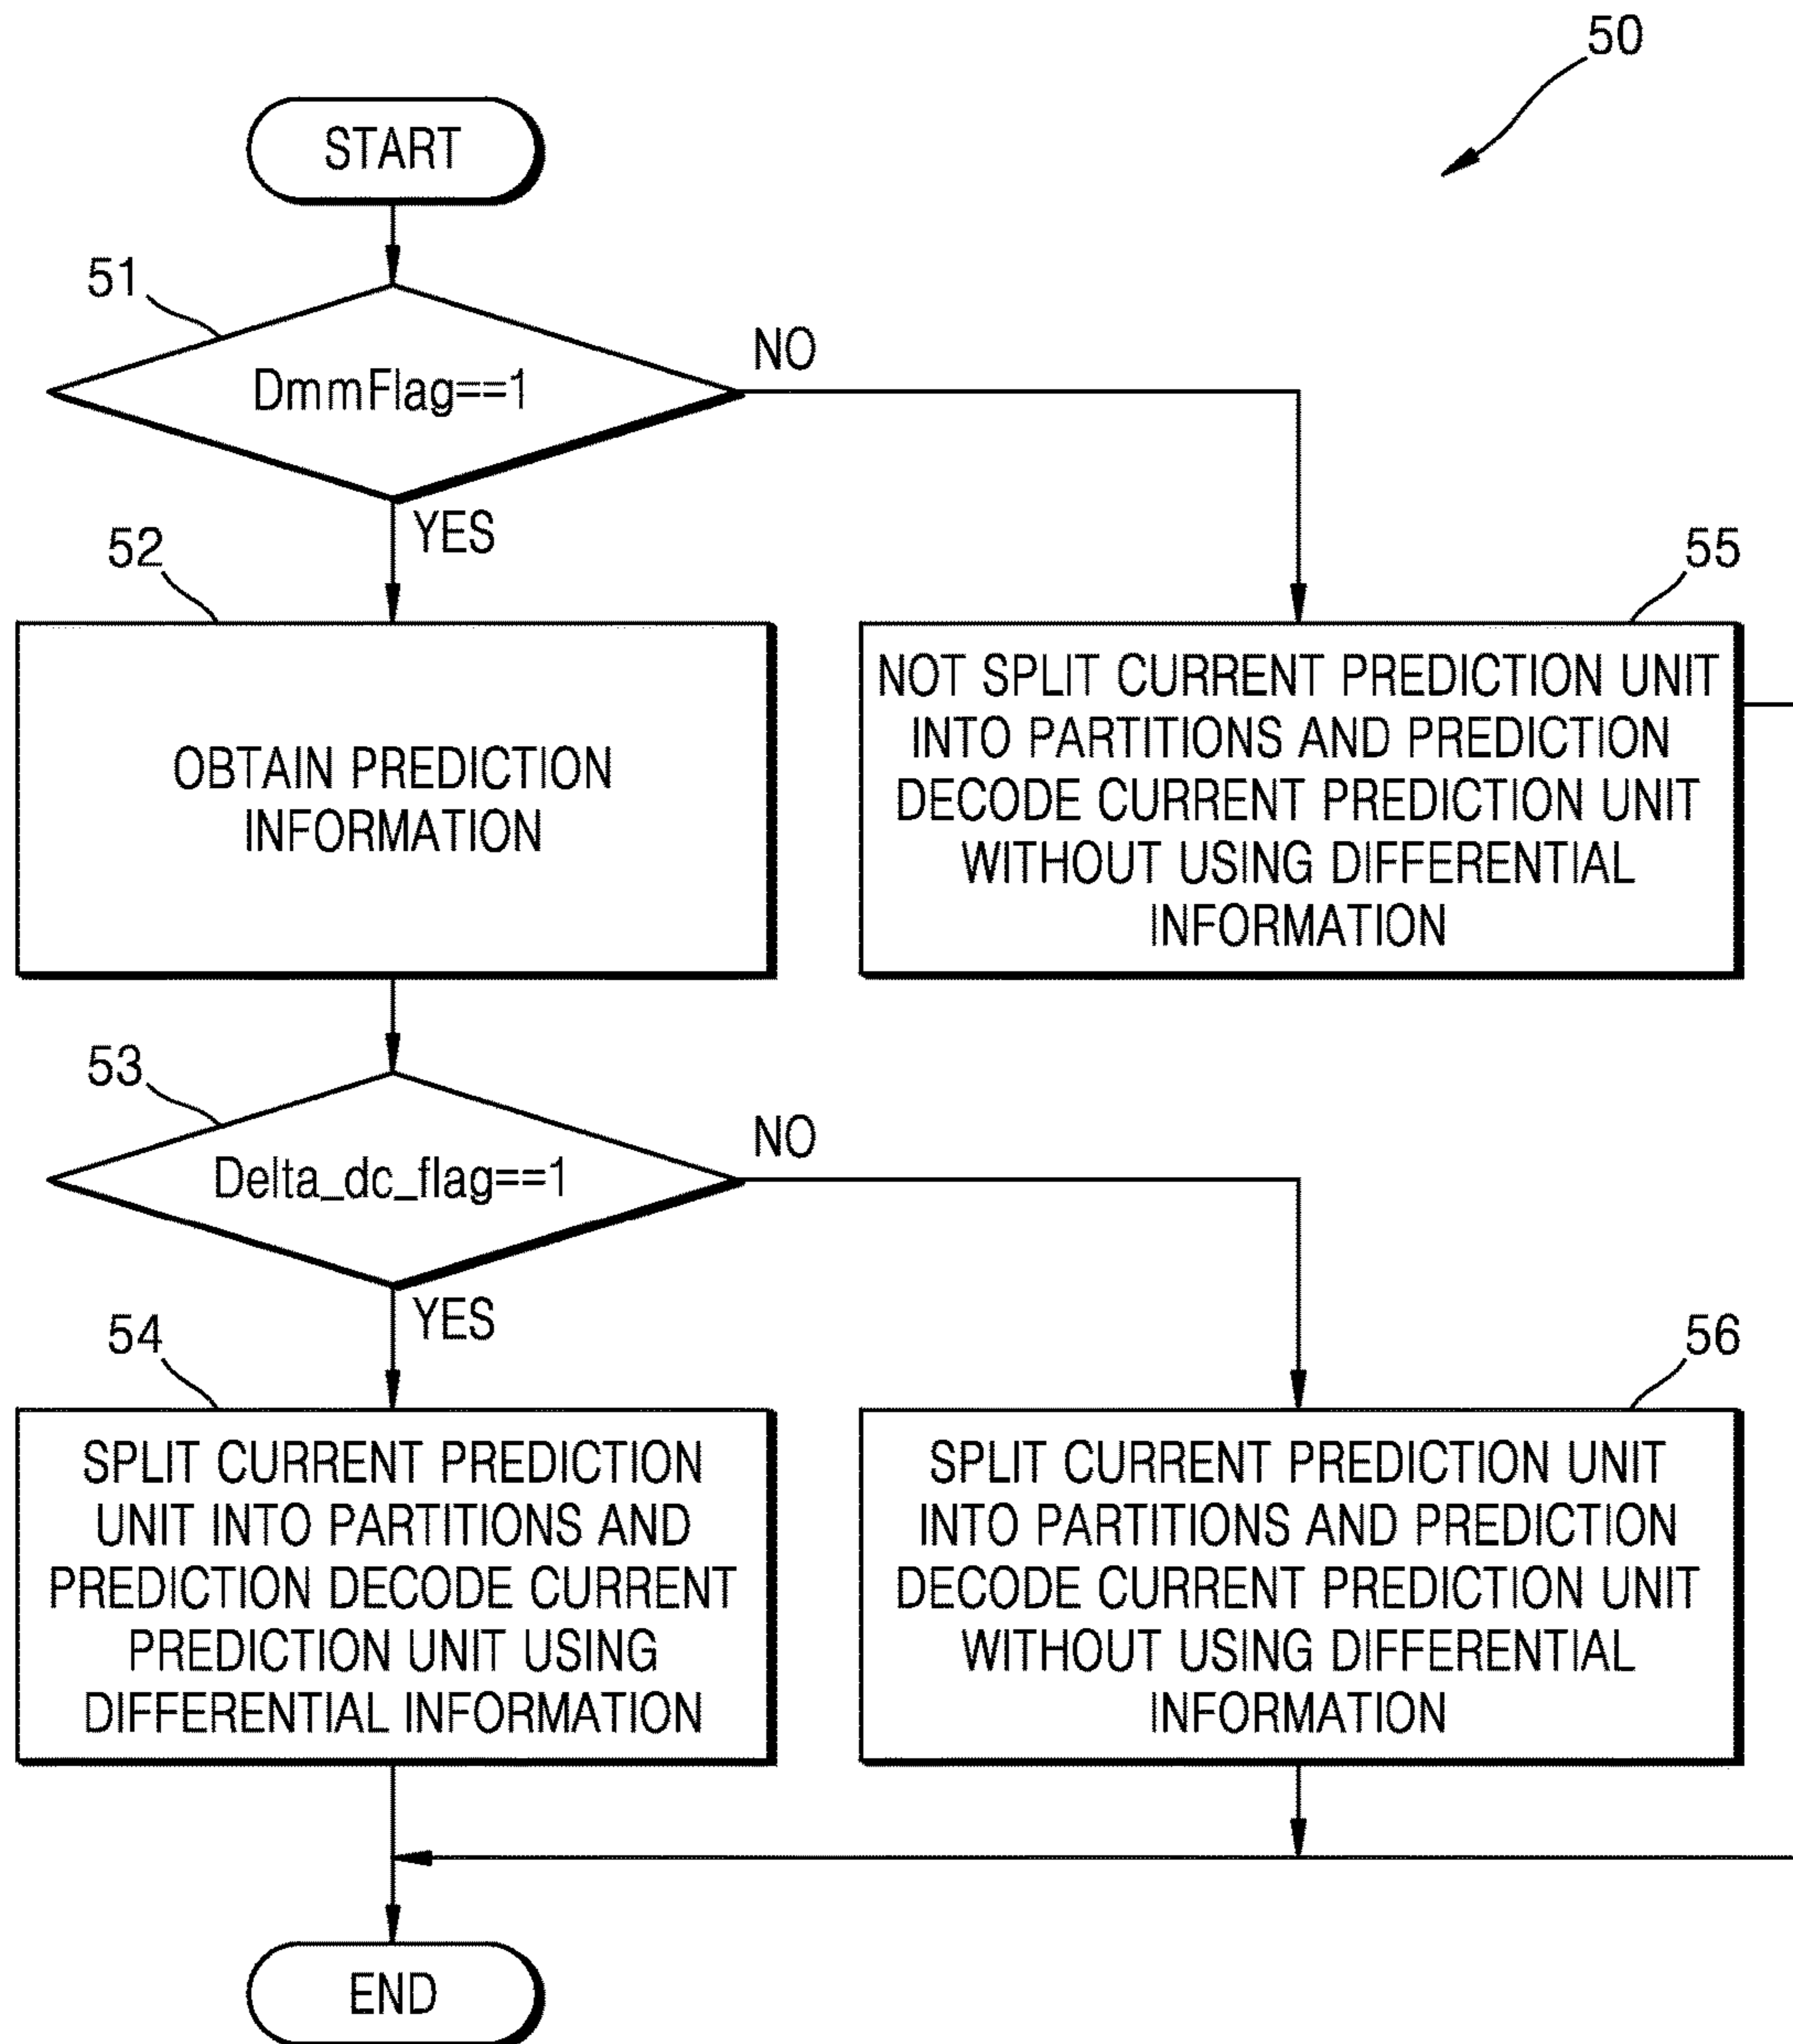 50
START
51
DmmFlag==1
NO
YES
52
OBTAIN PREDICTION
INFORMATION
55
NOT SPLIT CURRENT PREDICTION UNIT
INTO PARTITIONS AND PREDICTION
DECODE CURRENT PREDICTION UNIT
WITHOUT USING DIFFERENTIAL
INFORMATION
53
Delta_dc_flag==1
NO
YES
54
SPLIT CURRENT PREDICTION
UNIT INTO PARTITIONS AND
PREDICTION DECODE CURRENT
PREDICTION UNIT USING
DIFFERENTIAL INFORMATION
56
SPLIT CURRENT PREDICTION UNIT
INTO PARTITIONS AND PREDICTION
DECODE CURRENT PREDICTION UNIT
WITHOUT USING DIFFERENTIAL
INFORMATION
END